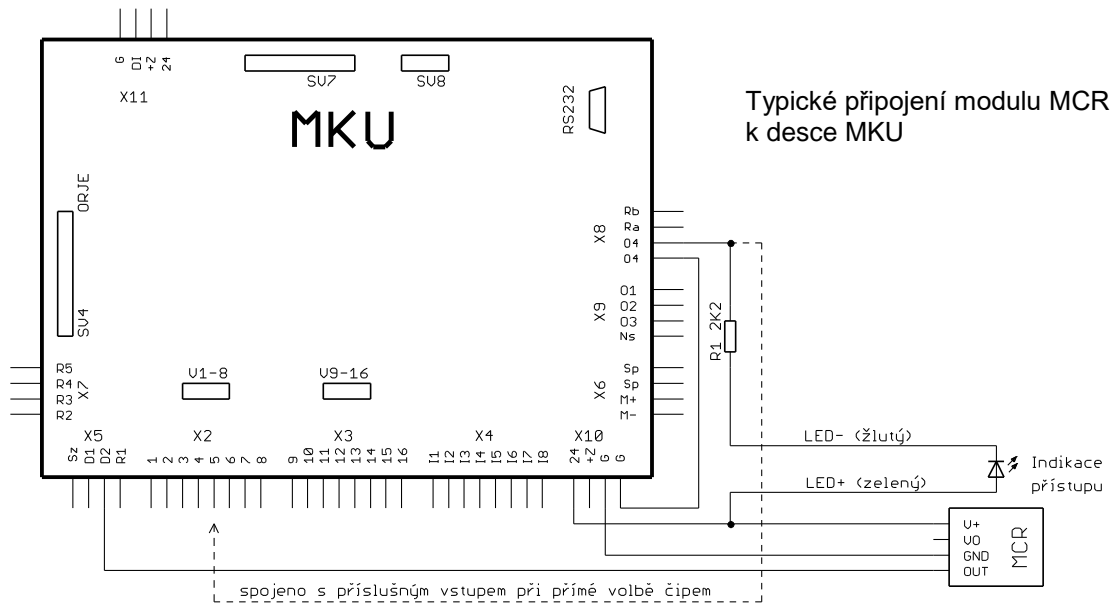 G
DI
+Z
24
X11
SV7
SV8
RS232
MKU
Typické připojení modulu MCR
k desce MKU
ORJE
SV4
Rb
Ra
O4
O4
X8
O1
O2
O3
Ns
X9
Sp
Sp
M+
M-
X6
R1 2K2
R5
R4
R3
R2
X7
V1-8
V9-16
X5
X2
X3
X4
X10
Sz
D1
D2
R1
1
2
3
4
5
6
7
8
9
10
11
12
13
14
15
16
I1
I2
I3
I4
I5
I6
I7
I8
24
+Z
G
G
LED- (žlutý)
LED+ (zelený)
Indikace
přístupu
V+
VO
GND
OUT
MCR
spojeno s příslušným vstupem při přímé volbě čipem